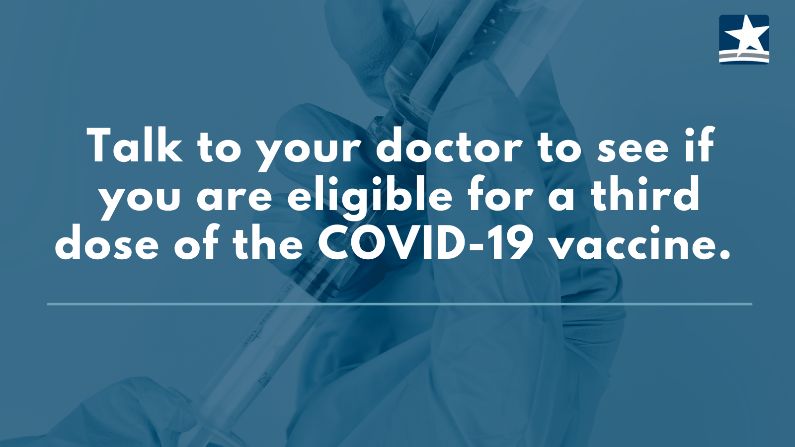 Talk to your doctor to see if
you are eligible for a third
dose of the COVID-19 vaccine.